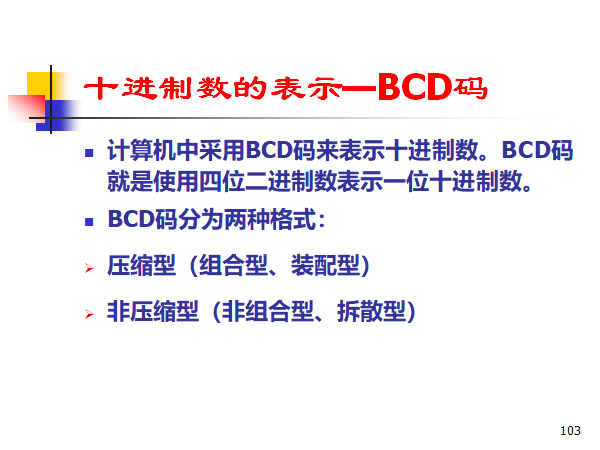 十进制数的表示—BCD码
计算机中采用BCD码来表示十进制数。BCD码
就是使用四位二进制数表示一位十进制数。
BCD码分为两种格式：
压缩型（组合型、装配型）
非压缩型（非组合型、拆散型）
103